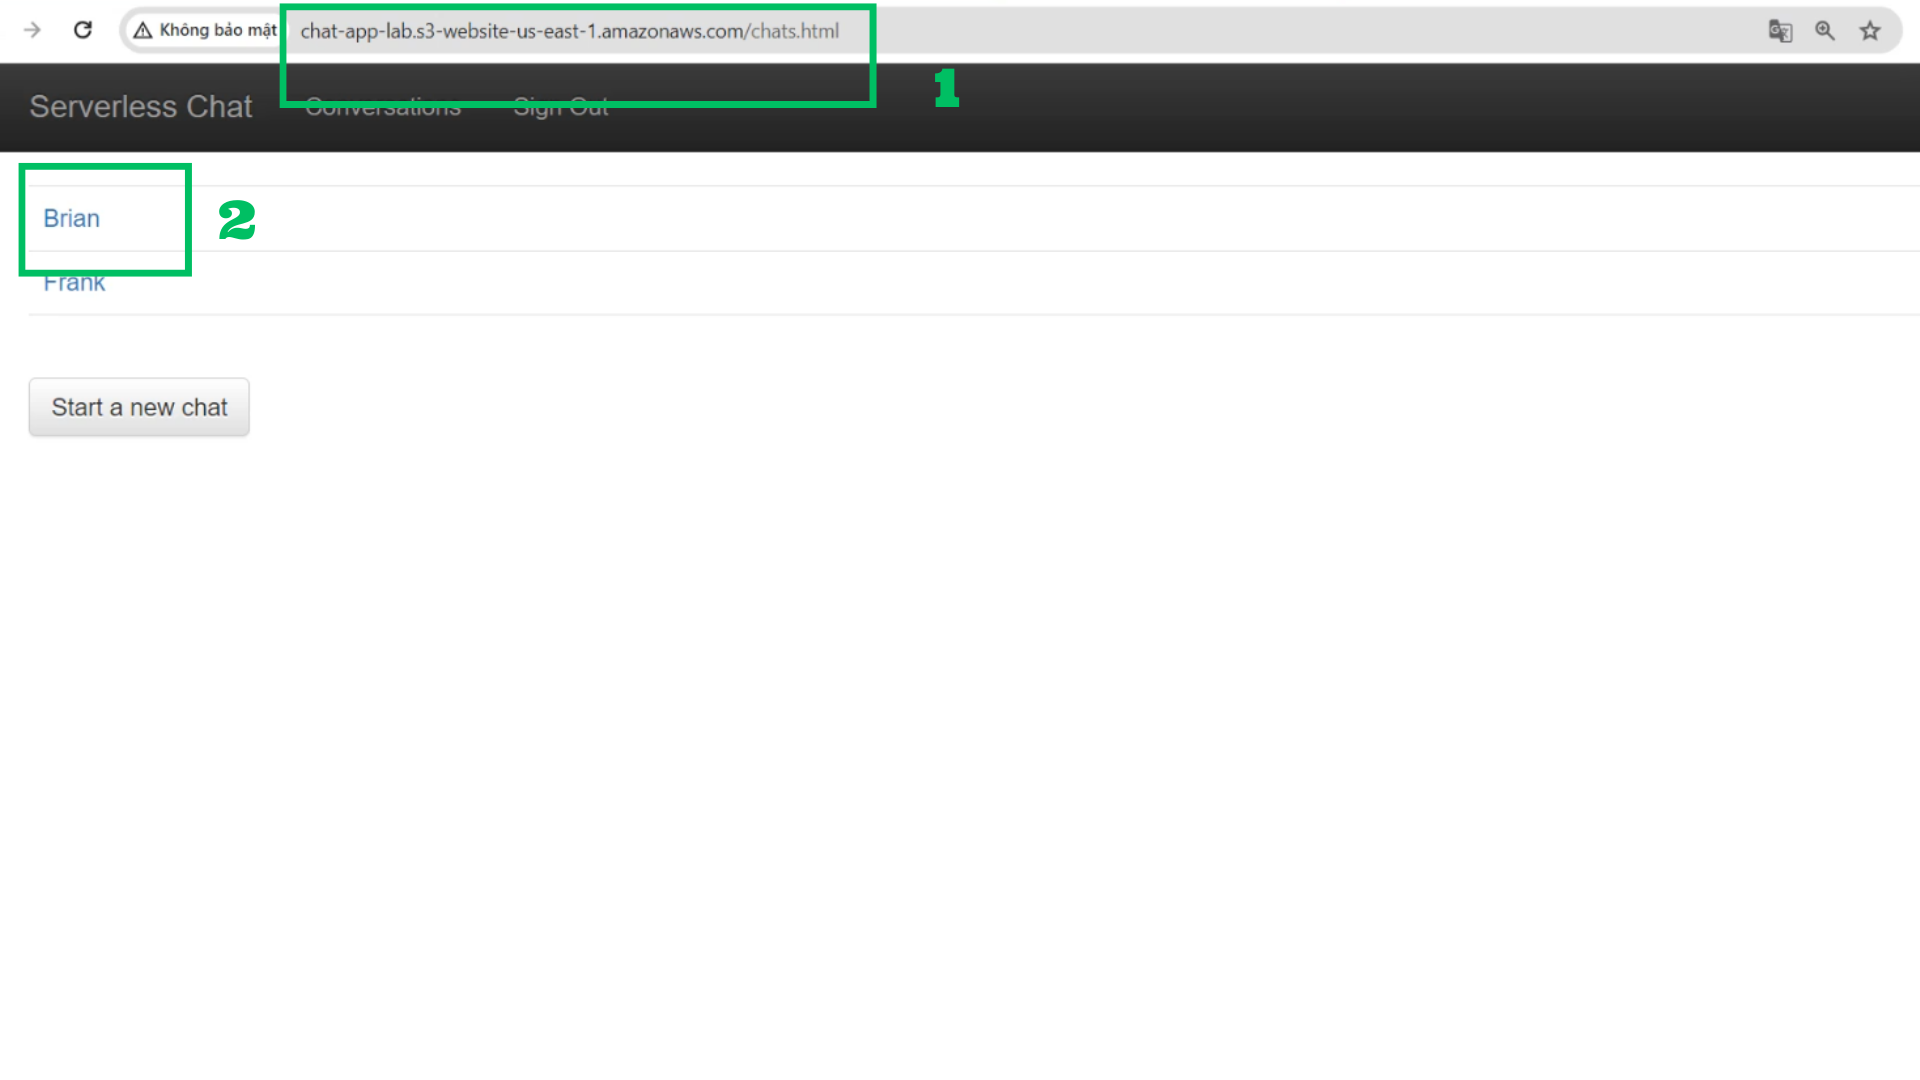 Không bảo mật chat-app-lab.s3-website-us-east-1.amazonaws.com/chats.html
1
Serverless Chat Conversations Sign Out
Brian
2
Frank
Start a new chat